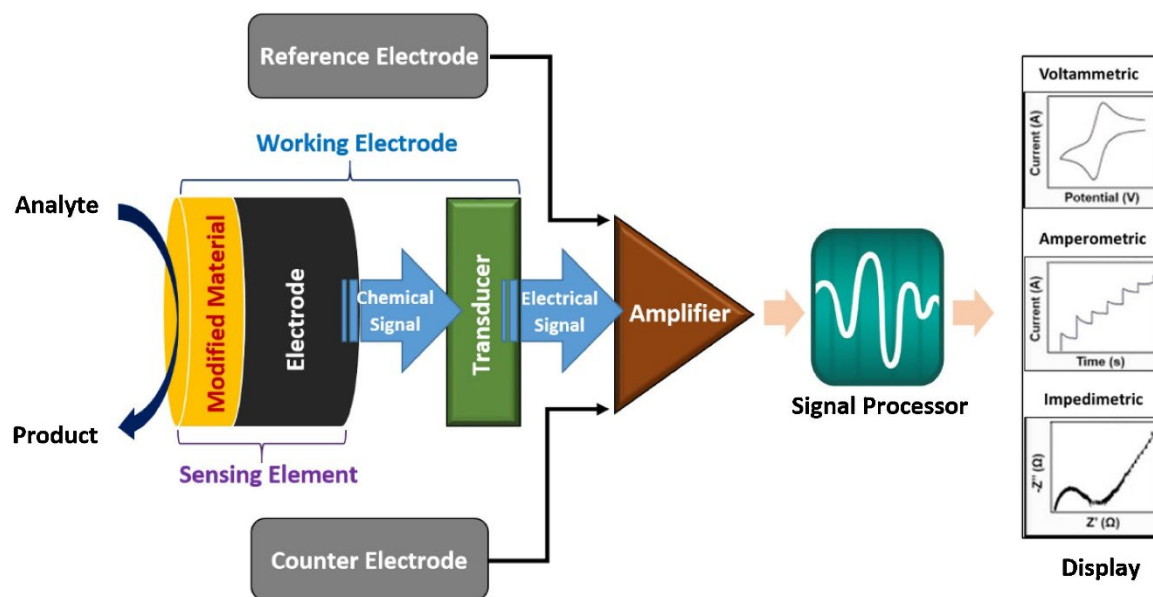 Reference Electrode
Working Electrode
Analyte
Product
Modified Material
Electrode
Sensing Element
Chemical
Signal
Transducer
Electrical
Signal
Counter Electrode
Amplifier
Signal Processor
Voltammetric
Current (A)
Potential (V)
Amperometric
Current (A)
Time (s)
Impedimetric
-Z'' (Ω)
Z' (Ω)
Display